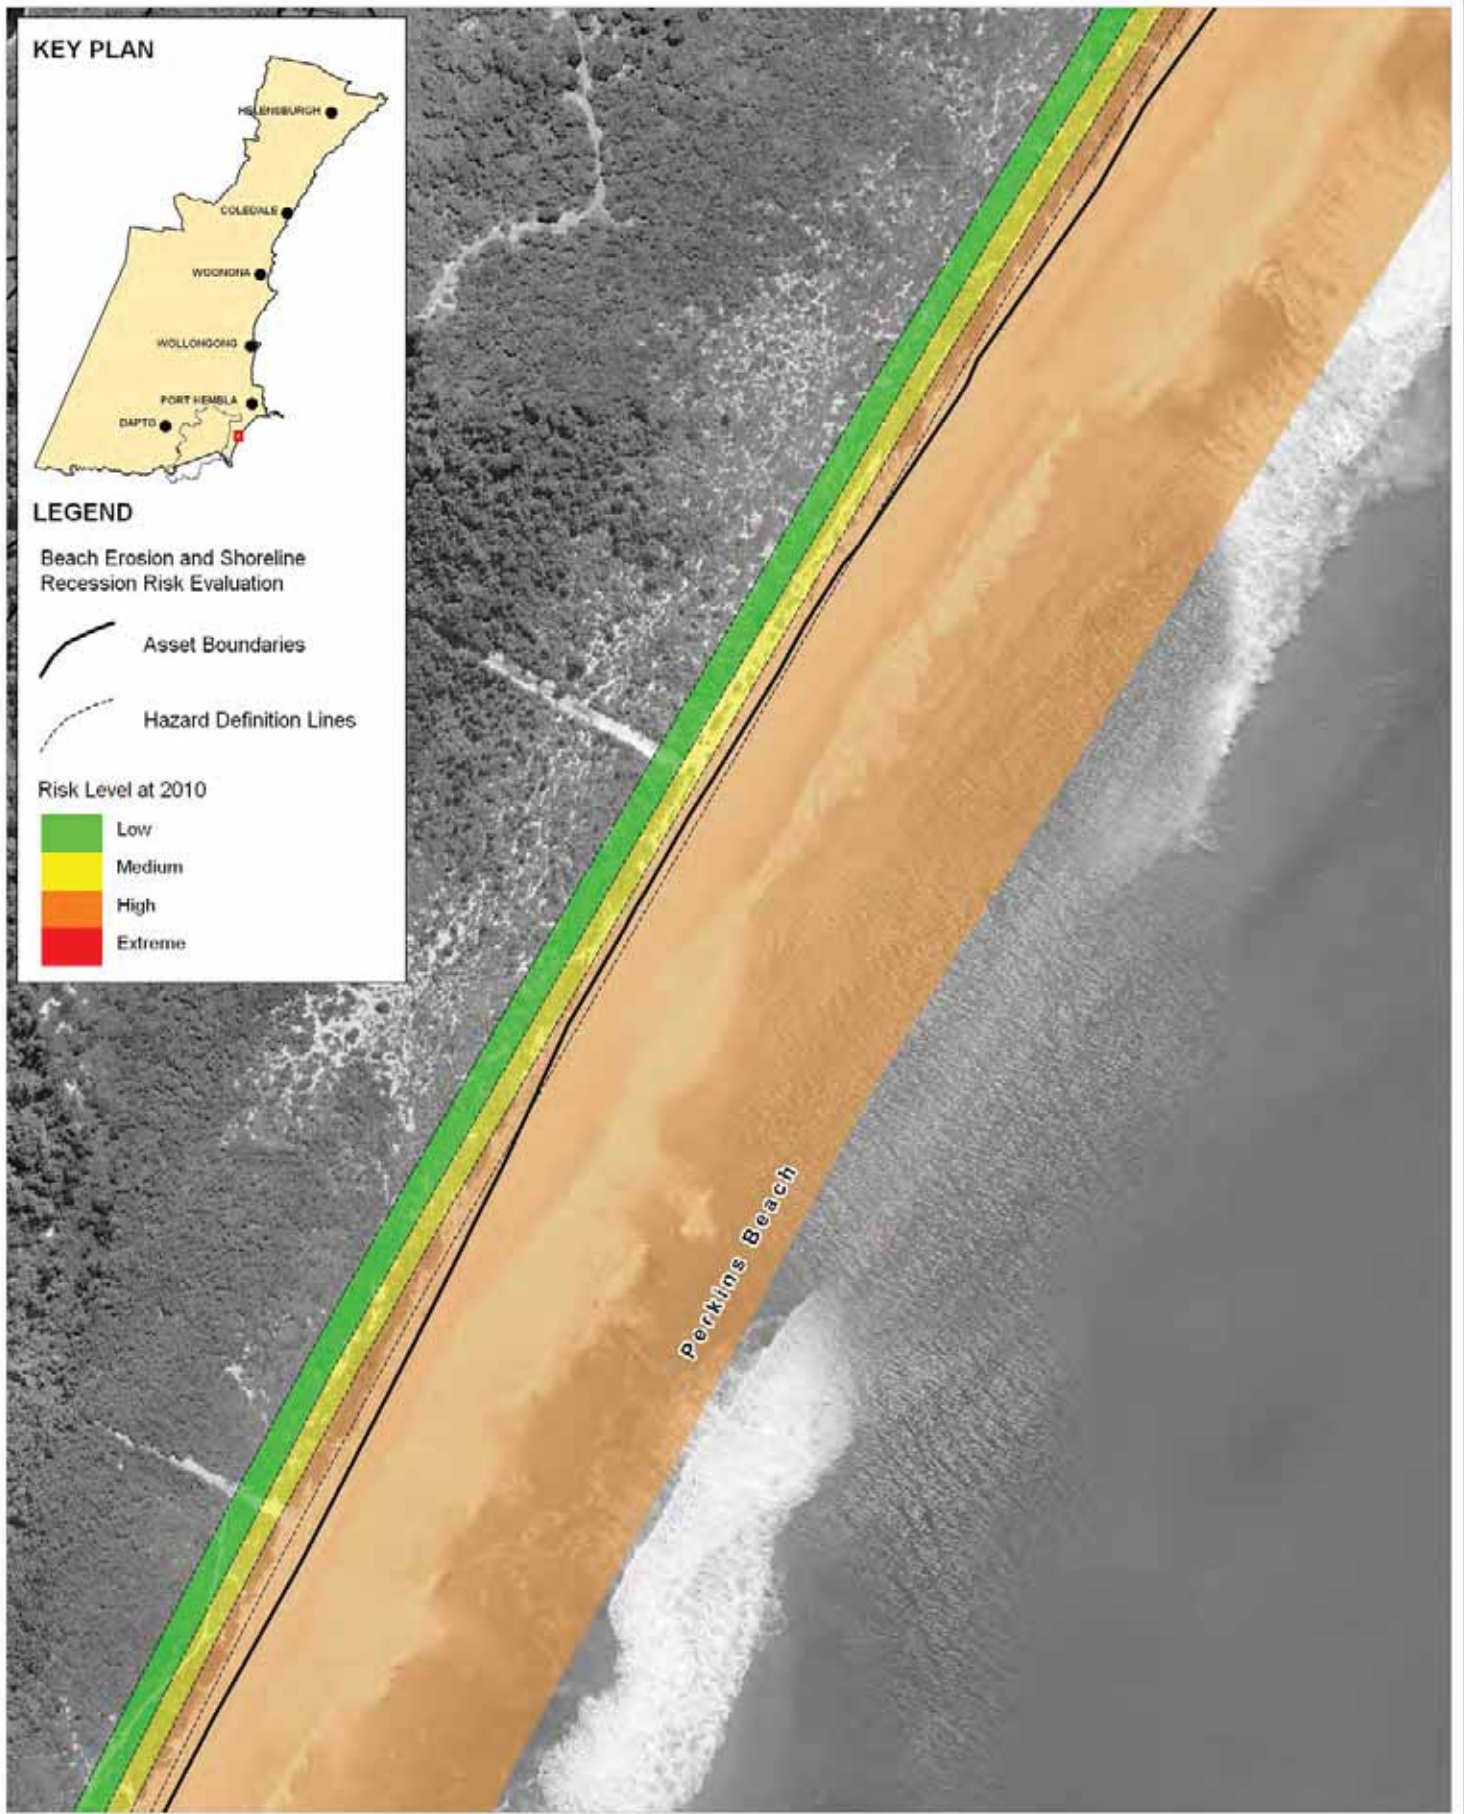 KEY PLAN
HELENSBURGH
COLEDALE
WOONONA
WOLLONGONG
PORT KEMBLA
DAPTO
LEGEND
Beach Erosion and Shoreline
Recession Risk Evaluation
Asset Boundaries
Hazard Definition Lines
Risk Level at 2010
Low
Medium
High
Extreme
Perkins Beach